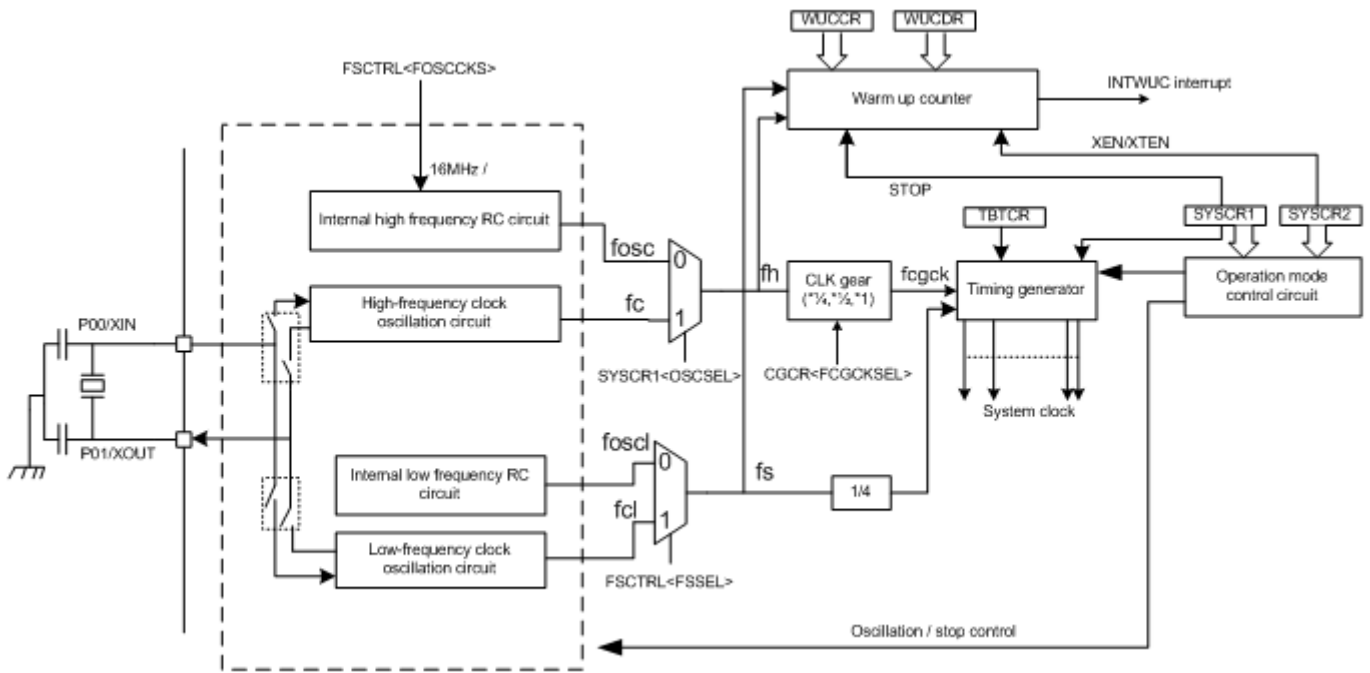 WUCCR
WUCDR
FSCTRL<FOSCCKS>
Warm up counter
INTWUC interrupt
XEN/XTEN
16MHz /
STOP
Internal high frequency RC circuit
TBTCR
SYSCR1
SYSCR2
fosc
0
fh
CLK gear
(*¼,*½,*1)
fcgck
Timing generator
Operation mode
control circuit
High-frequency clock
oscillation circuit
fc
1
P00/XIN
SYSCR1<OSCSEL>
CGCR<FCGCKSEL>
System clock
P01/XOUT
foscl
0
Internal low frequency RC
circuit
fs
1/4
fcl
1
Low-frequency clock
oscillation circuit
FSCTRL<FSSEL>
Oscillation / stop control